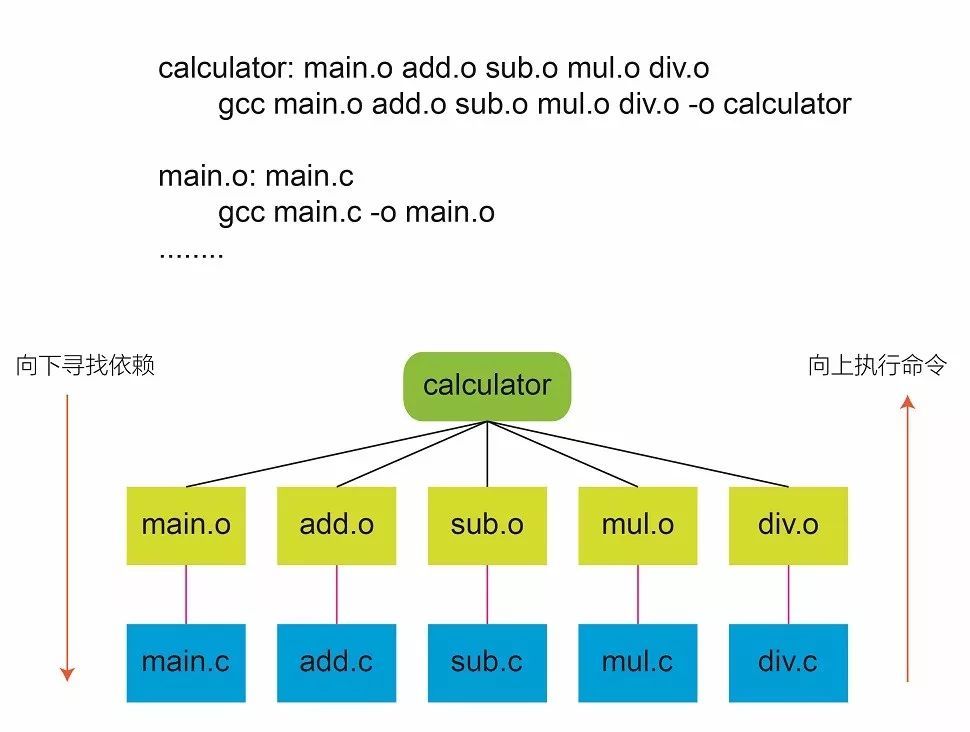 calculator: main.o add.o sub.o mul.o div.o
gcc main.o add.o sub.o mul.o div.o -o calculator
main.o: main.c
gcc main.c -o main.o
........
向下寻找依赖
calculator
向上执行命令
main.o add.o sub.o mul.o div.o
main.c add.c sub.c mul.c div.c